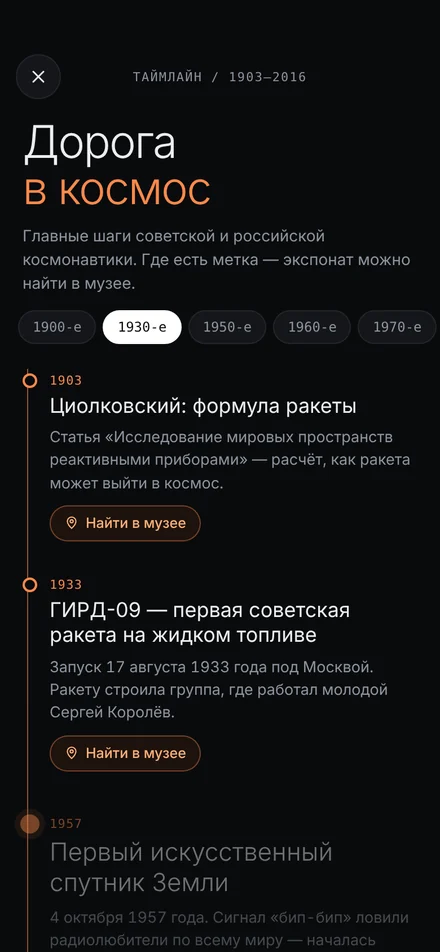 ТАЙМЛАЙН / 1903—2016
Дорога
в космос
Главные шаги советской и российской
космонавтики. Где есть метка — экспонат можно
найти в музее.
1900-е 1930-е 1950-е 1960-е 1970-е
1903
Циолковский: формула ракеты
Статья «Исследование мировых пространств
реактивными приборами» — расчёт, как ракета
может выйти в космос.
Найти в музее
1933
ГИРД-09 — первая советская
ракета на жидком топливе
Запуск 17 августа 1933 года под Москвой.
Ракету строила группа, где работал молодой
Сергей Королёв.
Найти в музее
1957
Первый искусственный
спутник Земли
4 октября 1957 года. Сигнал «бип-бип» ловили
радиолюбители по всему миру — началась